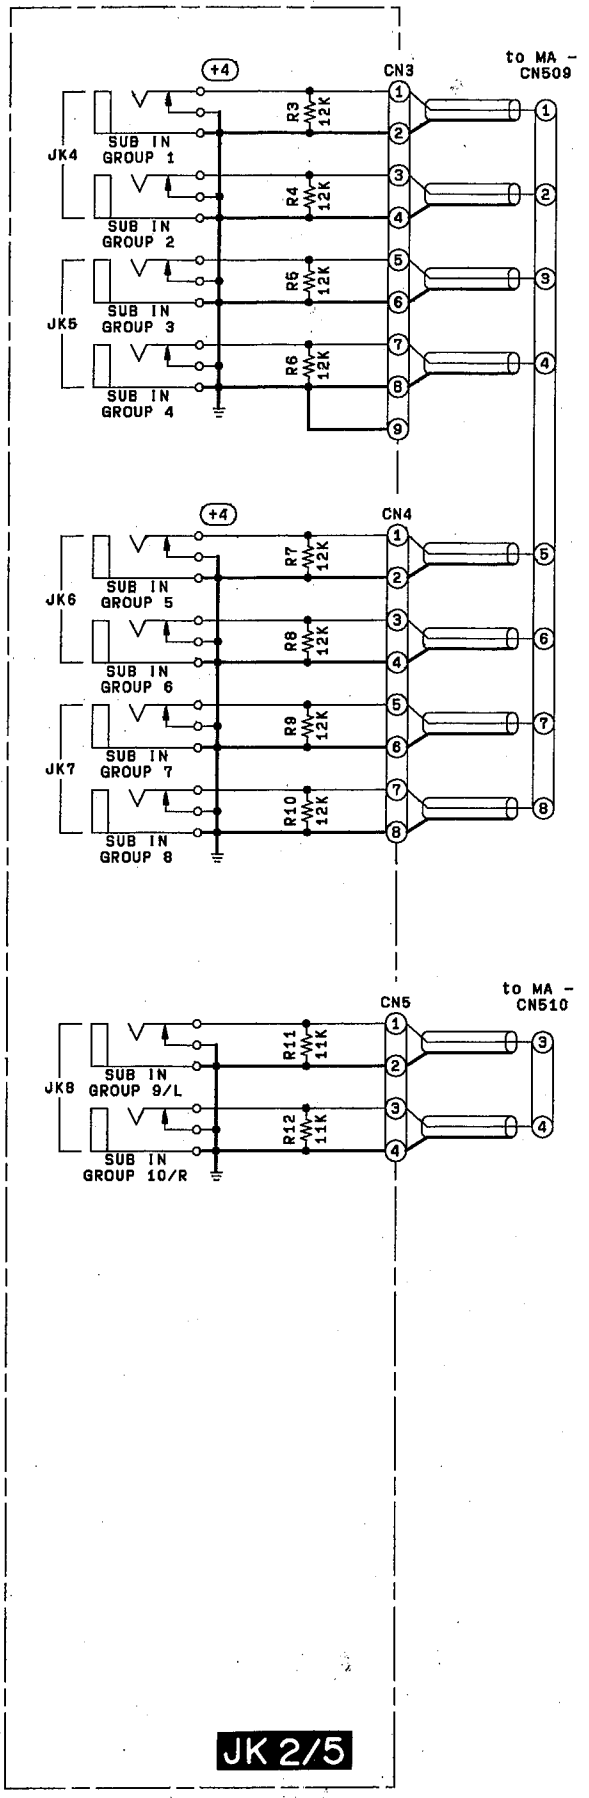 to MA -
CN509
+4
CN3
JK4
R3
12K
1
1
2
SUB IN
GROUP 1
R4
12K
3
2
4
SUB IN
GROUP 2
JK5
R5
12K
5
3
6
SUB IN
GROUP 3
R6
12K
7
4
8
SUB IN
GROUP 4
9
+4
CN4
JK6
R7
12K
1
5
2
SUB IN
GROUP 5
R8
12K
3
6
4
SUB IN
GROUP 6
JK7
R9
12K
5
7
6
SUB IN
GROUP 7
R10
12K
7
8
8
SUB IN
GROUP 8
to MA -
CN510
CN5
JK8
R11
11K
1
3
2
SUB IN
GROUP 9/L
R12
11K
3
4
4
SUB IN
GROUP 10/R
JK 2/5